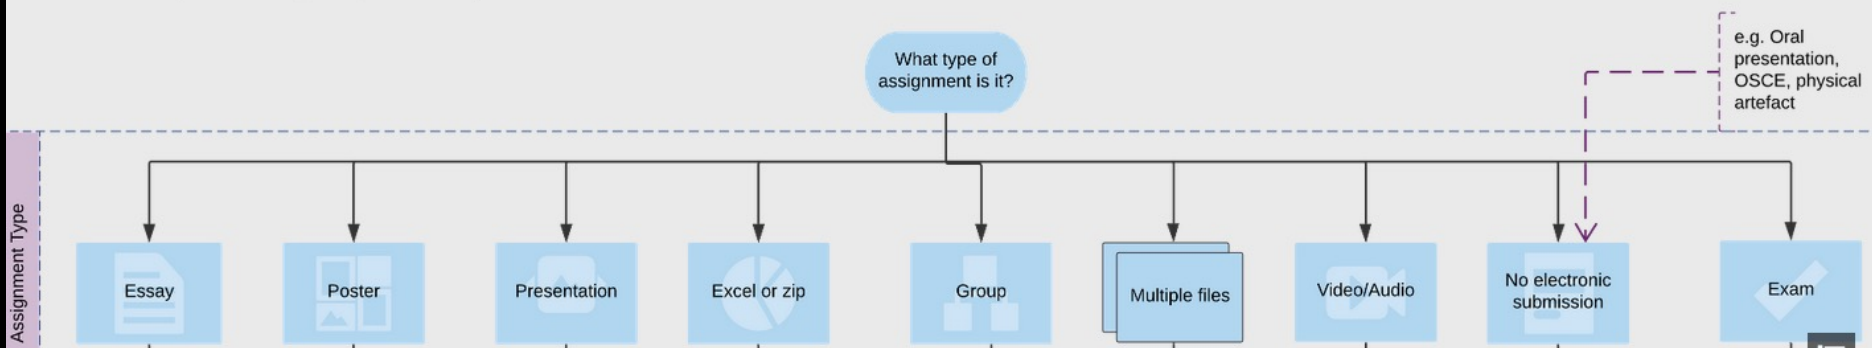 What type of
assignment is it?
e.g. Oral
presentation,
OSCE, physical
artefact
Assignment Type
Essay
Poster
Presentation
Excel or zip
Group
Multiple files
Video/Audio
No electronic
submission
Exam